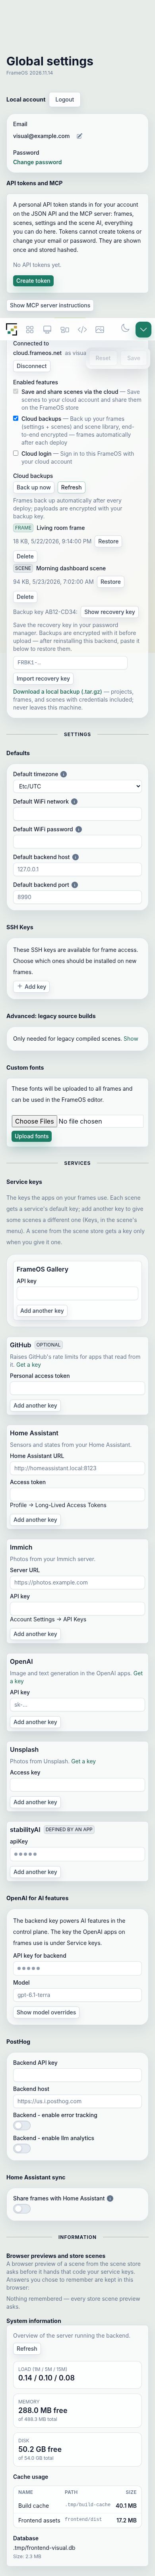 Global settings
FrameOS 2026.11.14
Local account
Logout
Email
visual@example.com
Password
Change password
API tokens and MCP
A personal API token stands in for your account
on the JSON API and the MCP server: frames,
settings, scenes and the scene AI, everything
you can do here. Tokens cannot create tokens or
change your email or password. They are shown
once and stored hashed.
No API tokens yet.
Create token
Show MCP server instructions
Connected to
cloud.frameos.net as visual
Reset
Save
Disconnect
Enabled features
Store and share scenes via the cloud — Save
scenes to your cloud account and share them
on the FrameOS store
Cloud backups — Back up your frames
(settings + scenes) and scene library, end-
to-end encrypted — frames automatically
after each deploy
Cloud login — Sign in to this FrameOS with
your cloud account
Cloud backups
Back up now
Refresh
Frames back up automatically after every
deploy; payloads are encrypted with your
backup key.
FRAME Living room frame
18 KB, 5/22/2026, 9:14:00 PM
Restore
Delete
SCENE Morning dashboard scene
94 KB, 5/23/2026, 7:02:00 AM
Restore
Delete
Backup key AB12-CD34:
Show recovery key
Save the recovery key in your password
manager. Backups are encrypted with it before
upload — after reinstalling this backend, paste it
below to restore them.
FRBK1-...
Import recovery key
Download a local backup (.tar.gz) — projects,
frames, and scenes with credentials included;
never leaves this machine.
SETTINGS
Defaults
Default timezone
Etc/UTC
Default WiFi network
Default WiFi password
Default backend host
127.0.0.1
Default backend port
8990
SSH Keys
These SSH keys are available for frame access.
Choose which ones should be installed on new
frames.
+ Add key
Advanced: legacy source builds
Only needed for legacy compiled scenes. Show
Custom fonts
These fonts will be uploaded to all frames and
can be used in the FrameOS editor.
Choose Files No file chosen
Upload fonts
SERVICES
Service keys
The keys the apps on your frames use. Each scene
gets a service's default key; add another key to give
some scenes a different one (Keys, in the scene's
menu). A scene from the scene store gets a key only
when you give it one.
FrameOS Gallery
API key
Add another key
GitHub OPTIONAL
Raises GitHub's rate limits for apps that read from
it. Get a key
Personal access token
Add another key
Home Assistant
Sensors and states from your Home Assistant.
Home Assistant URL
http://homeassistant.local:8123
Access token
Profile → Long-Lived Access Tokens
Add another key
Immich
Photos from your Immich server.
Server URL
https://photos.example.com
API key
Account Settings → API Keys
Add another key
OpenAI
Image and text generation in the OpenAI apps. Get
a key
API key
sk-...
Add another key
Unsplash
Photos from Unsplash. Get a key
Access key
Add another key
stabilityAI DEFINED BY AN APP
apiKey
Add another key
OpenAI for AI features
The backend key powers AI features in the
control plane. The key the OpenAI apps on
frames use is under Service keys.
API key for backend
Model
gpt-6.1-terra
Show model overrides
PostHog
Backend API key
Backend host
https://us.i.posthog.com
Backend - enable error tracking
Backend - enable llm analytics
Home Assistant sync
Share frames with Home Assistant
INFORMATION
Browser previews and store scenes
A browser preview of a scene from the scene store
asks before it hands that code your service keys.
Answers you chose to remember are kept in this
browser.
Nothing remembered — every store scene preview
asks.
System information
Overview of the server running the backend.
Refresh
LOAD (1M / 5M / 15M)
0.14 / 0.10 / 0.08
MEMORY
288.0 MB free
of 488.3 MB total
DISK
50.2 GB free
of 54.0 GB total
Cache usage
NAME PATH SIZE
Build cache .tmp/build-cache 40.1 MB
Frontend assets frontend/dist 17.2 MB
Database
.tmp/frontend-visual.db
Size: 2.3 MB